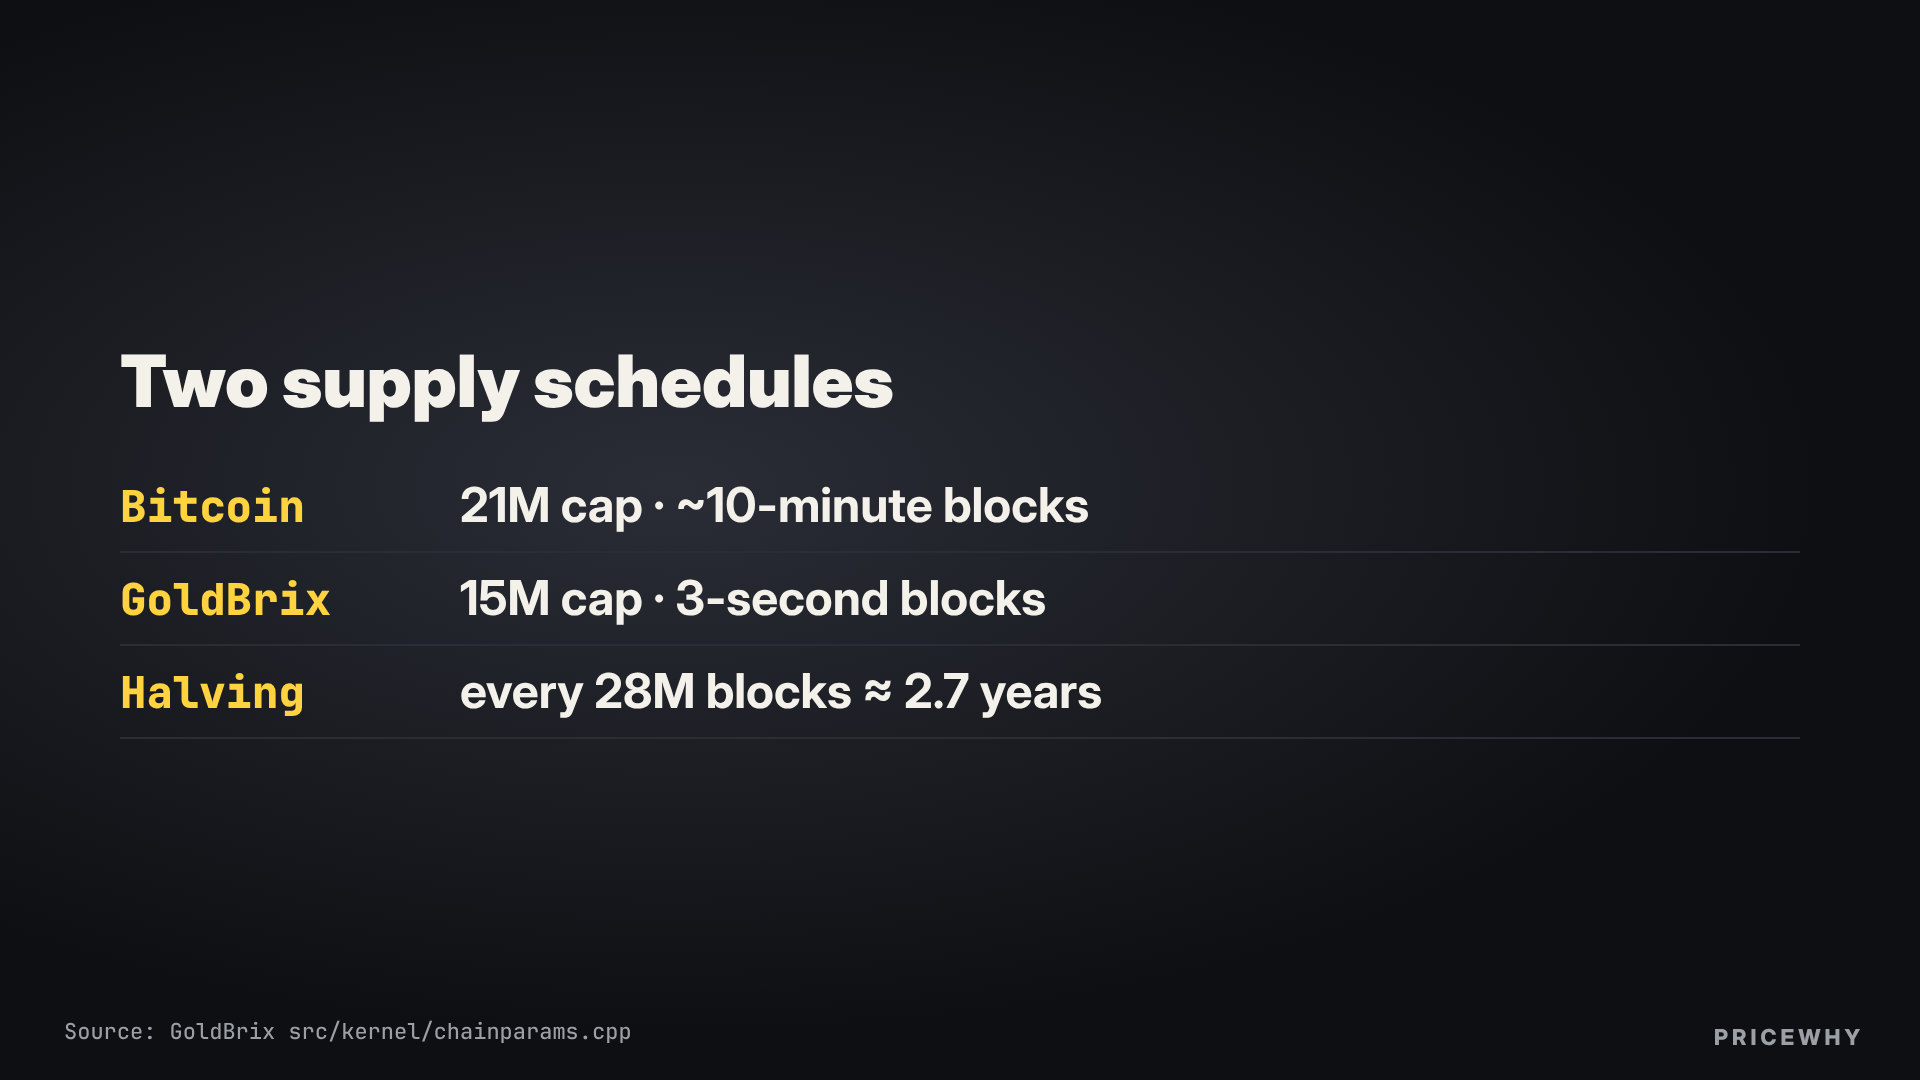 Two supply schedules
Bitcoin 21M cap · ~10-minute blocks
GoldBrix 15M cap · 3-second blocks
Halving every 28M blocks ≈ 2.7 years
Source: GoldBrix src/kernel/chainparams.cpp
PRICEWHY